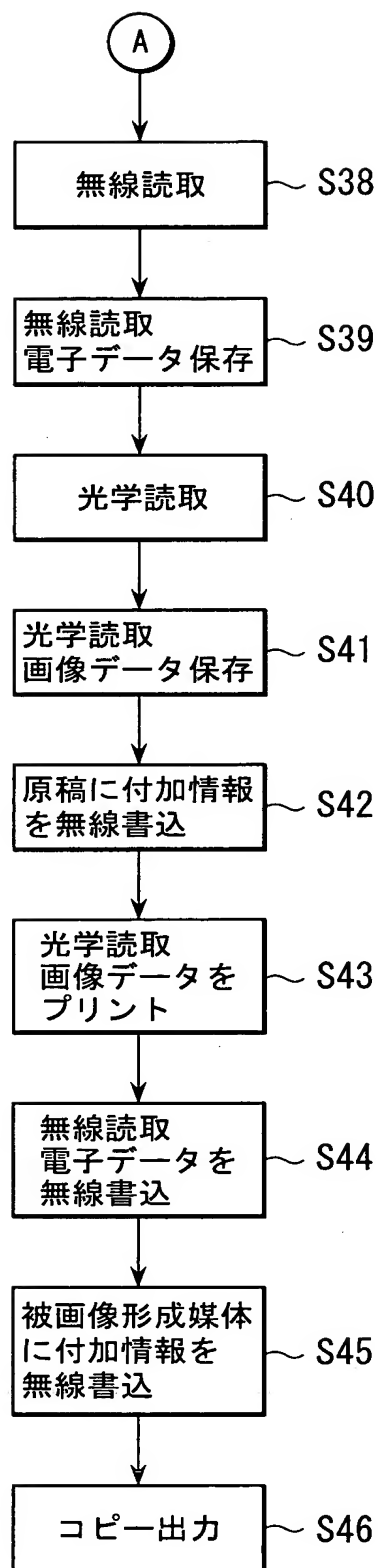 A
無線読取 S38
無線読取
電子データ保存 S39
光学読取 S40
光学読取
画像データ保存 S41
原稿に付加情報
を無線書込 S42
光学読取
画像データを S43
プリント
無線読取
電子データを S44
無線書込
被画像形成媒体
に付加情報を S45
無線書込
コピー出力 S46